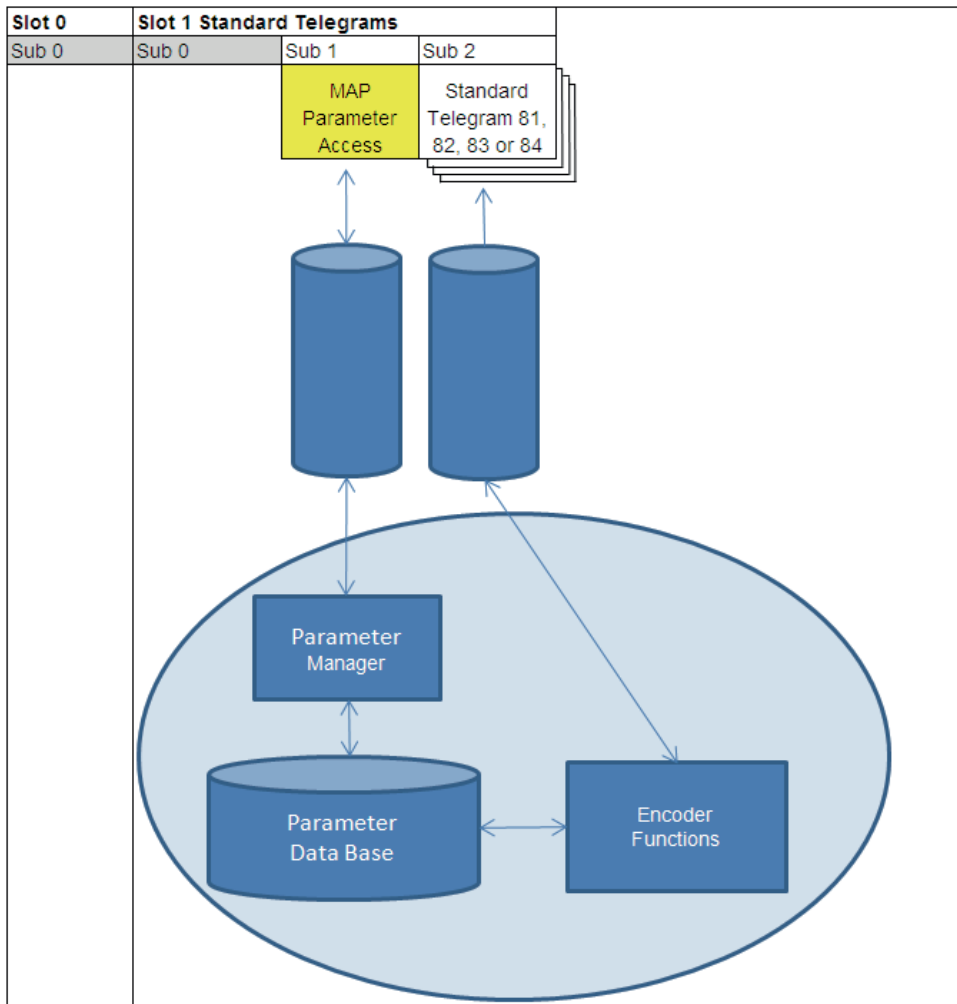 Slot 0
Slot 1 Standard Telegrams
Sub 0
Sub 0
Sub 1
Sub 2
MAP
Parameter
Access
Standard
Telegram 81,
82, 83 or 84
Parameter
Manager
Parameter
Data Base
Encoder
Functions